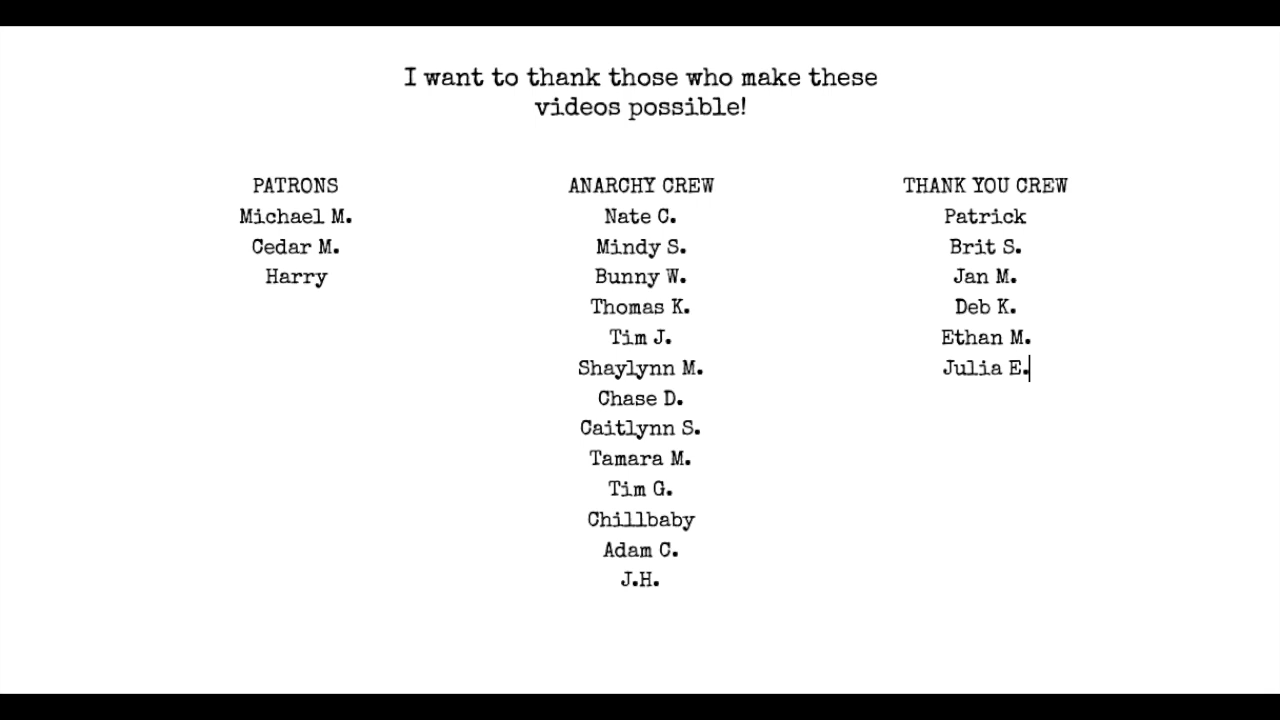 I want to thank those who make these
videos possible!
PATRONS
Michael M.
Cedar M.
Harry
ANARCHY CREW
Nate C.
Mindy S.
Bunny W.
Thomas K.
Tim J.
Shaylynn M.
Chase D.
Caitlynn S.
Tamara M.
Tim G.
Chillbaby
Adam C.
J.H.
THANK YOU CREW
Patrick
Brit S.
Jan M.
Deb K.
Ethan M.
Julia E.